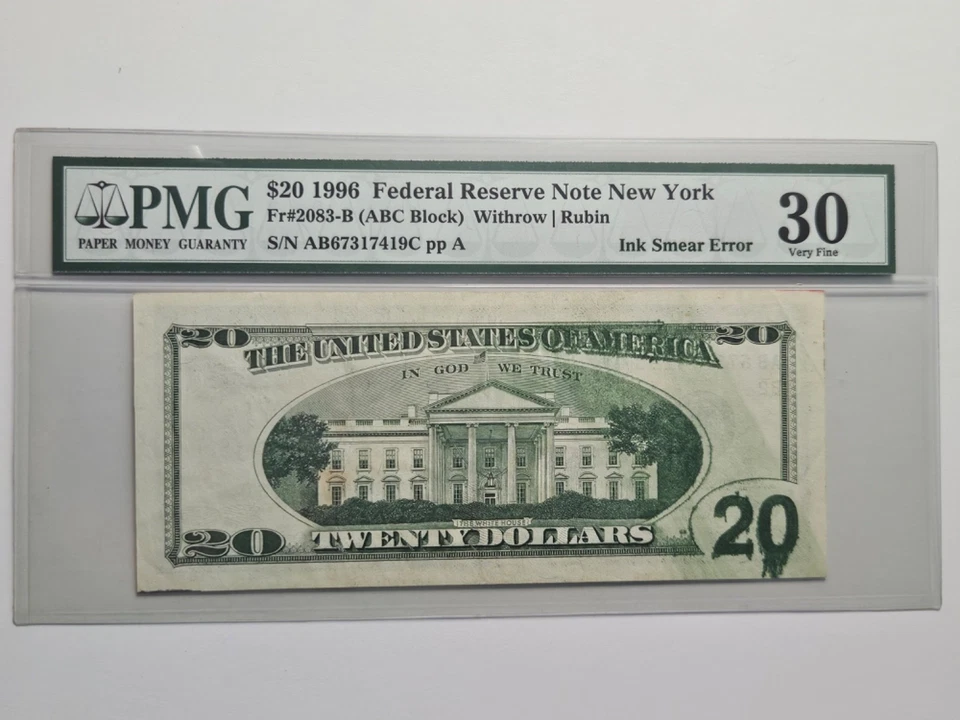 PMG
PAPER MONEY GUARANTY
$20 1996 Federal Reserve Note New York
Fr#2083-B (ABC Block) Withrow | Rubin
S/N AB67317419C pp A
Ink Smear Error
30
Very Fine
20
20
THE UNITED STATES OF AMERICA
IN GOD WE TRUST
THE WHITE HOUSE
20
TWENTY DOLLARS
20